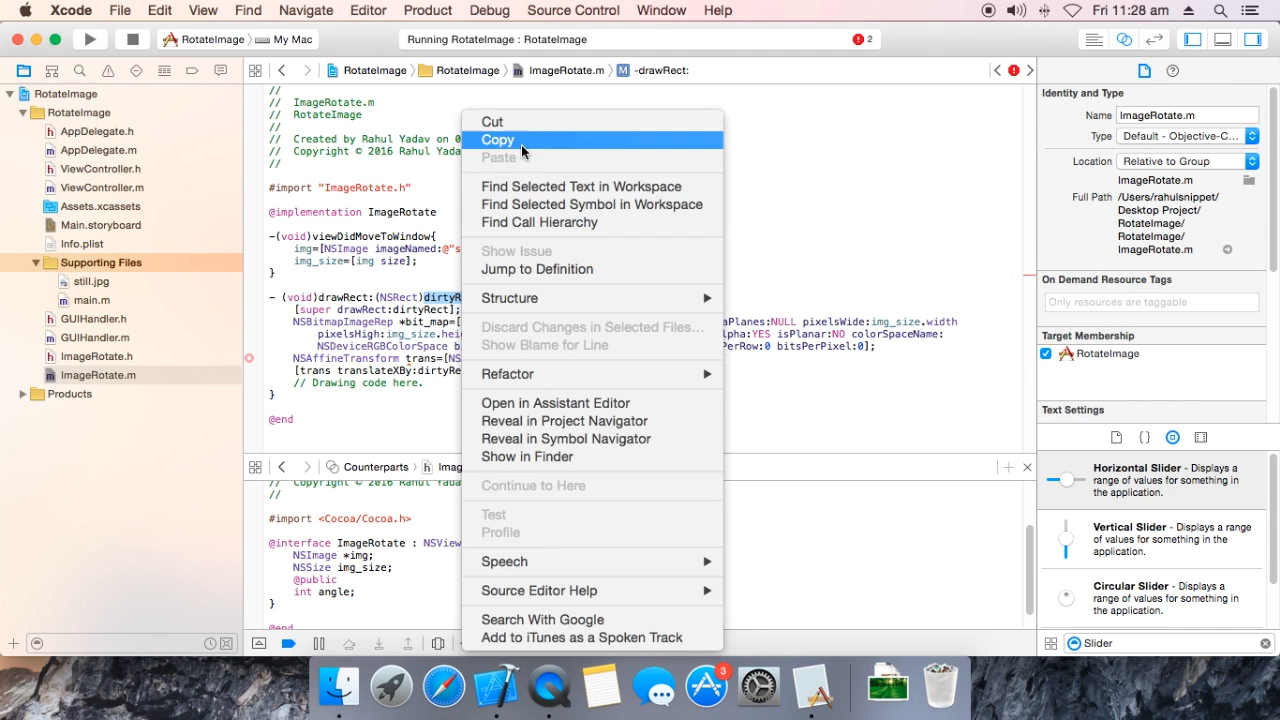 Xcode File Edit View Find Navigate Editor Product Debug Source Control Window Help Fri 11:28 am
RotateImage My Mac Running RotateImage : RotateImage 2
RotateImage RotateImage ImageRotate.m M -drawRect:
RotateImage
RotateImage
AppDelegate.h
AppDelegate.m
ViewController.h
ViewController.m
Assets.xcassets
Main.storyboard
Info.plist
Supporting Files
still.jpg
main.m
GUIHandler.h
GUIHandler.m
ImageRotate.h
ImageRotate.m
Products
//
// ImageRotate.m
// RotateImage
//
// Created by Rahul Yadav on
// Copyright © 2016 Rahul
//
#import "ImageRotate.h"
@implementation ImageRotate
-(void)viewDidMoveToWindow{
img=[NSImage imageNamed:@"s
img_size=[img size];
}
- (void)drawRect:(NSRect)dirtyR
[super drawRect:dirtyRect];
NSBitmapImageRep *bit_map=[ aPlanes:NULL pixelsWide:img_size.width
pixelsHigh:img_size.hei lpha:YES isPlanar:NO colorSpaceName:
NSDeviceRGBColorSpace b PerRow:0 bitsPerPixel:0];
NSAffineTransform trans=[NS
[trans translateXBy:dirtyRe
// Drawing code here.
}
@end
Cut
Copy
Paste
Find Selected Text in Workspace
Find Selected Symbol in Workspace
Find Call Hierarchy
Show Issue
Jump to Definition
Structure
Discard Changes in Selected Files...
Show Blame for Line
Refactor
Open in Assistant Editor
Reveal in Project Navigator
Reveal in Symbol Navigator
Show in Finder
Continue to Here
Test
Profile
Speech
Source Editor Help
Search With Google
Add to iTunes as a Spoken Track
Counterparts h Imag
//
#import <Cocoa/Cocoa.h>
@interface ImageRotate : NSView
NSImage *img;
NSSize img_size;
@public
int angle;
}
@end
Identity and Type
Name ImageRotate.m
Type Default - Objective-C...
Location Relative to Group
ImageRotate.m
Full Path /Users/rahulsnippet/
Desktop Project/
RotateImage/
RotateImage/
ImageRotate.m
On Demand Resource Tags
Only resources are taggable
Target Membership
RotateImage
Text Settings
Horizontal Slider - Displays a
range of values for something in
the application.
Vertical Slider - Displays a range
of values for something in the
application.
Circular Slider - Displays a
range of values for something in
the application.
Slider
3